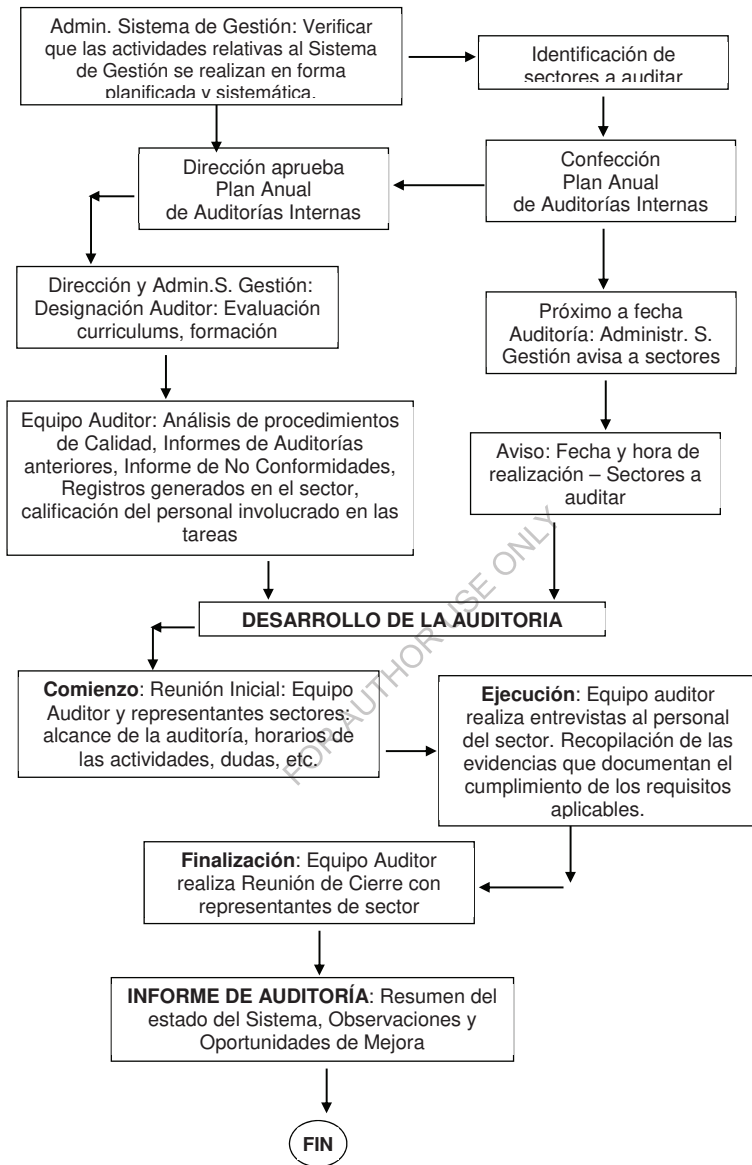 Admin. Sistema de Gestión: Verificar
que las actividades relativas al Sistema
de Gestión se realizan en forma
planificada y sistemática.
Identificación de
sectores a auditar
Dirección aprueba
Plan Anual
de Auditorías Internas
Confección
Plan Anual
de Auditorías Internas
Dirección y Admin.S. Gestión:
Designación Auditor: Evaluación
curriculums, formación
Próximo a fecha
Auditoría: Administr. S.
Gestión avisa a sectores
Equipo Auditor: Análisis de procedimientos
de Calidad, Informes de Auditorías
anteriores, Informe de No Conformidades,
Registros generados en el sector,
calificación del personal involucrado en las
tareas
Aviso: Fecha y hora de
realización – Sectores a
auditar
DESARROLLO DE LA AUDITORIA
Comienzo: Reunión Inicial: Equipo
Auditor y representantes sectores:
alcance de la auditoría, horarios de
las actividades, dudas, etc.
Ejecución: Equipo auditor
realiza entrevistas al personal
del sector. Recopilación de las
evidencias que documentan el
cumplimiento de los requisitos
aplicables.
Finalización: Equipo Auditor
realiza Reunión de Cierre con
representantes de sector
INFORME DE AUDITORÍA: Resumen del
estado del Sistema, Observaciones y
Oportunidades de Mejora
FIN
FOR AUTHOR USE ONLY